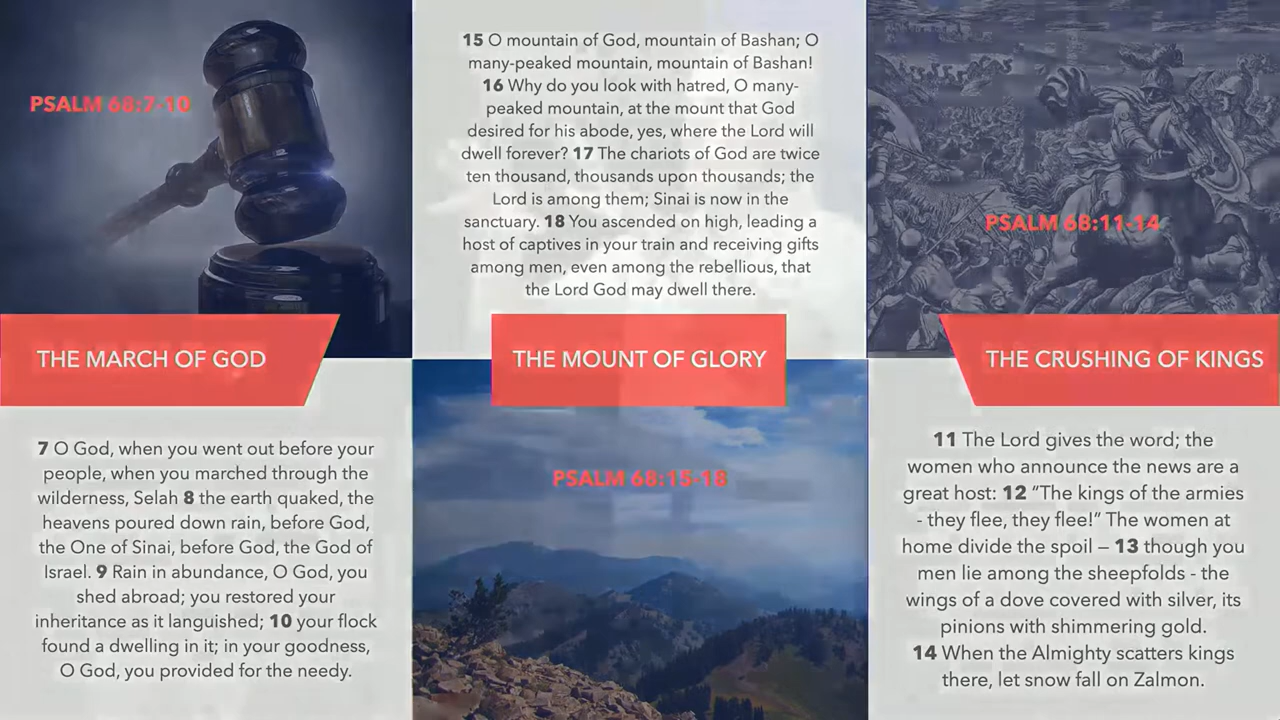 PSALM 68:7-10
THE MARCH OF GOD
7 O God, when you went out before your
people, when you marched through the
wilderness, Selah 8 the earth quaked, the
heavens poured down rain, before God,
the One of Sinai, before God, the God of
Israel. 9 Rain in abundance, O God, you
shed abroad; you restored your
inheritance as it languished; 10 your flock
found a dwelling in it; in your goodness,
O God, you provided for the needy.
15 O mountain of God, mountain of Bashan; O
many-peaked mountain, mountain of Bashan!
16 Why do you look with hatred, O many-
peaked mountain, at the mount that God
desired for his abode, yes, where the Lord will
dwell forever? 17 The chariots of God are twice
ten thousand, thousands upon thousands; the
Lord is among them; Sinai is now in the
sanctuary. 18 You ascended on high, leading a
host of captives in your train and receiving gifts
among men, even among the rebellious, that
the Lord God may dwell there.
THE MOUNT OF GLORY
PSALM 68:15-18
PSALM 68:11-14
THE CRUSHING OF KINGS
11 The Lord gives the word; the
women who announce the news are a
great host: 12 “The kings of the armies
- they flee, they flee!” The women at
home divide the spoil – 13 though you
men lie among the sheepfolds - the
wings of a dove covered with silver, its
pinions with shimmering gold.
14 When the Almighty scatters kings
there, let snow fall on Zalmon.